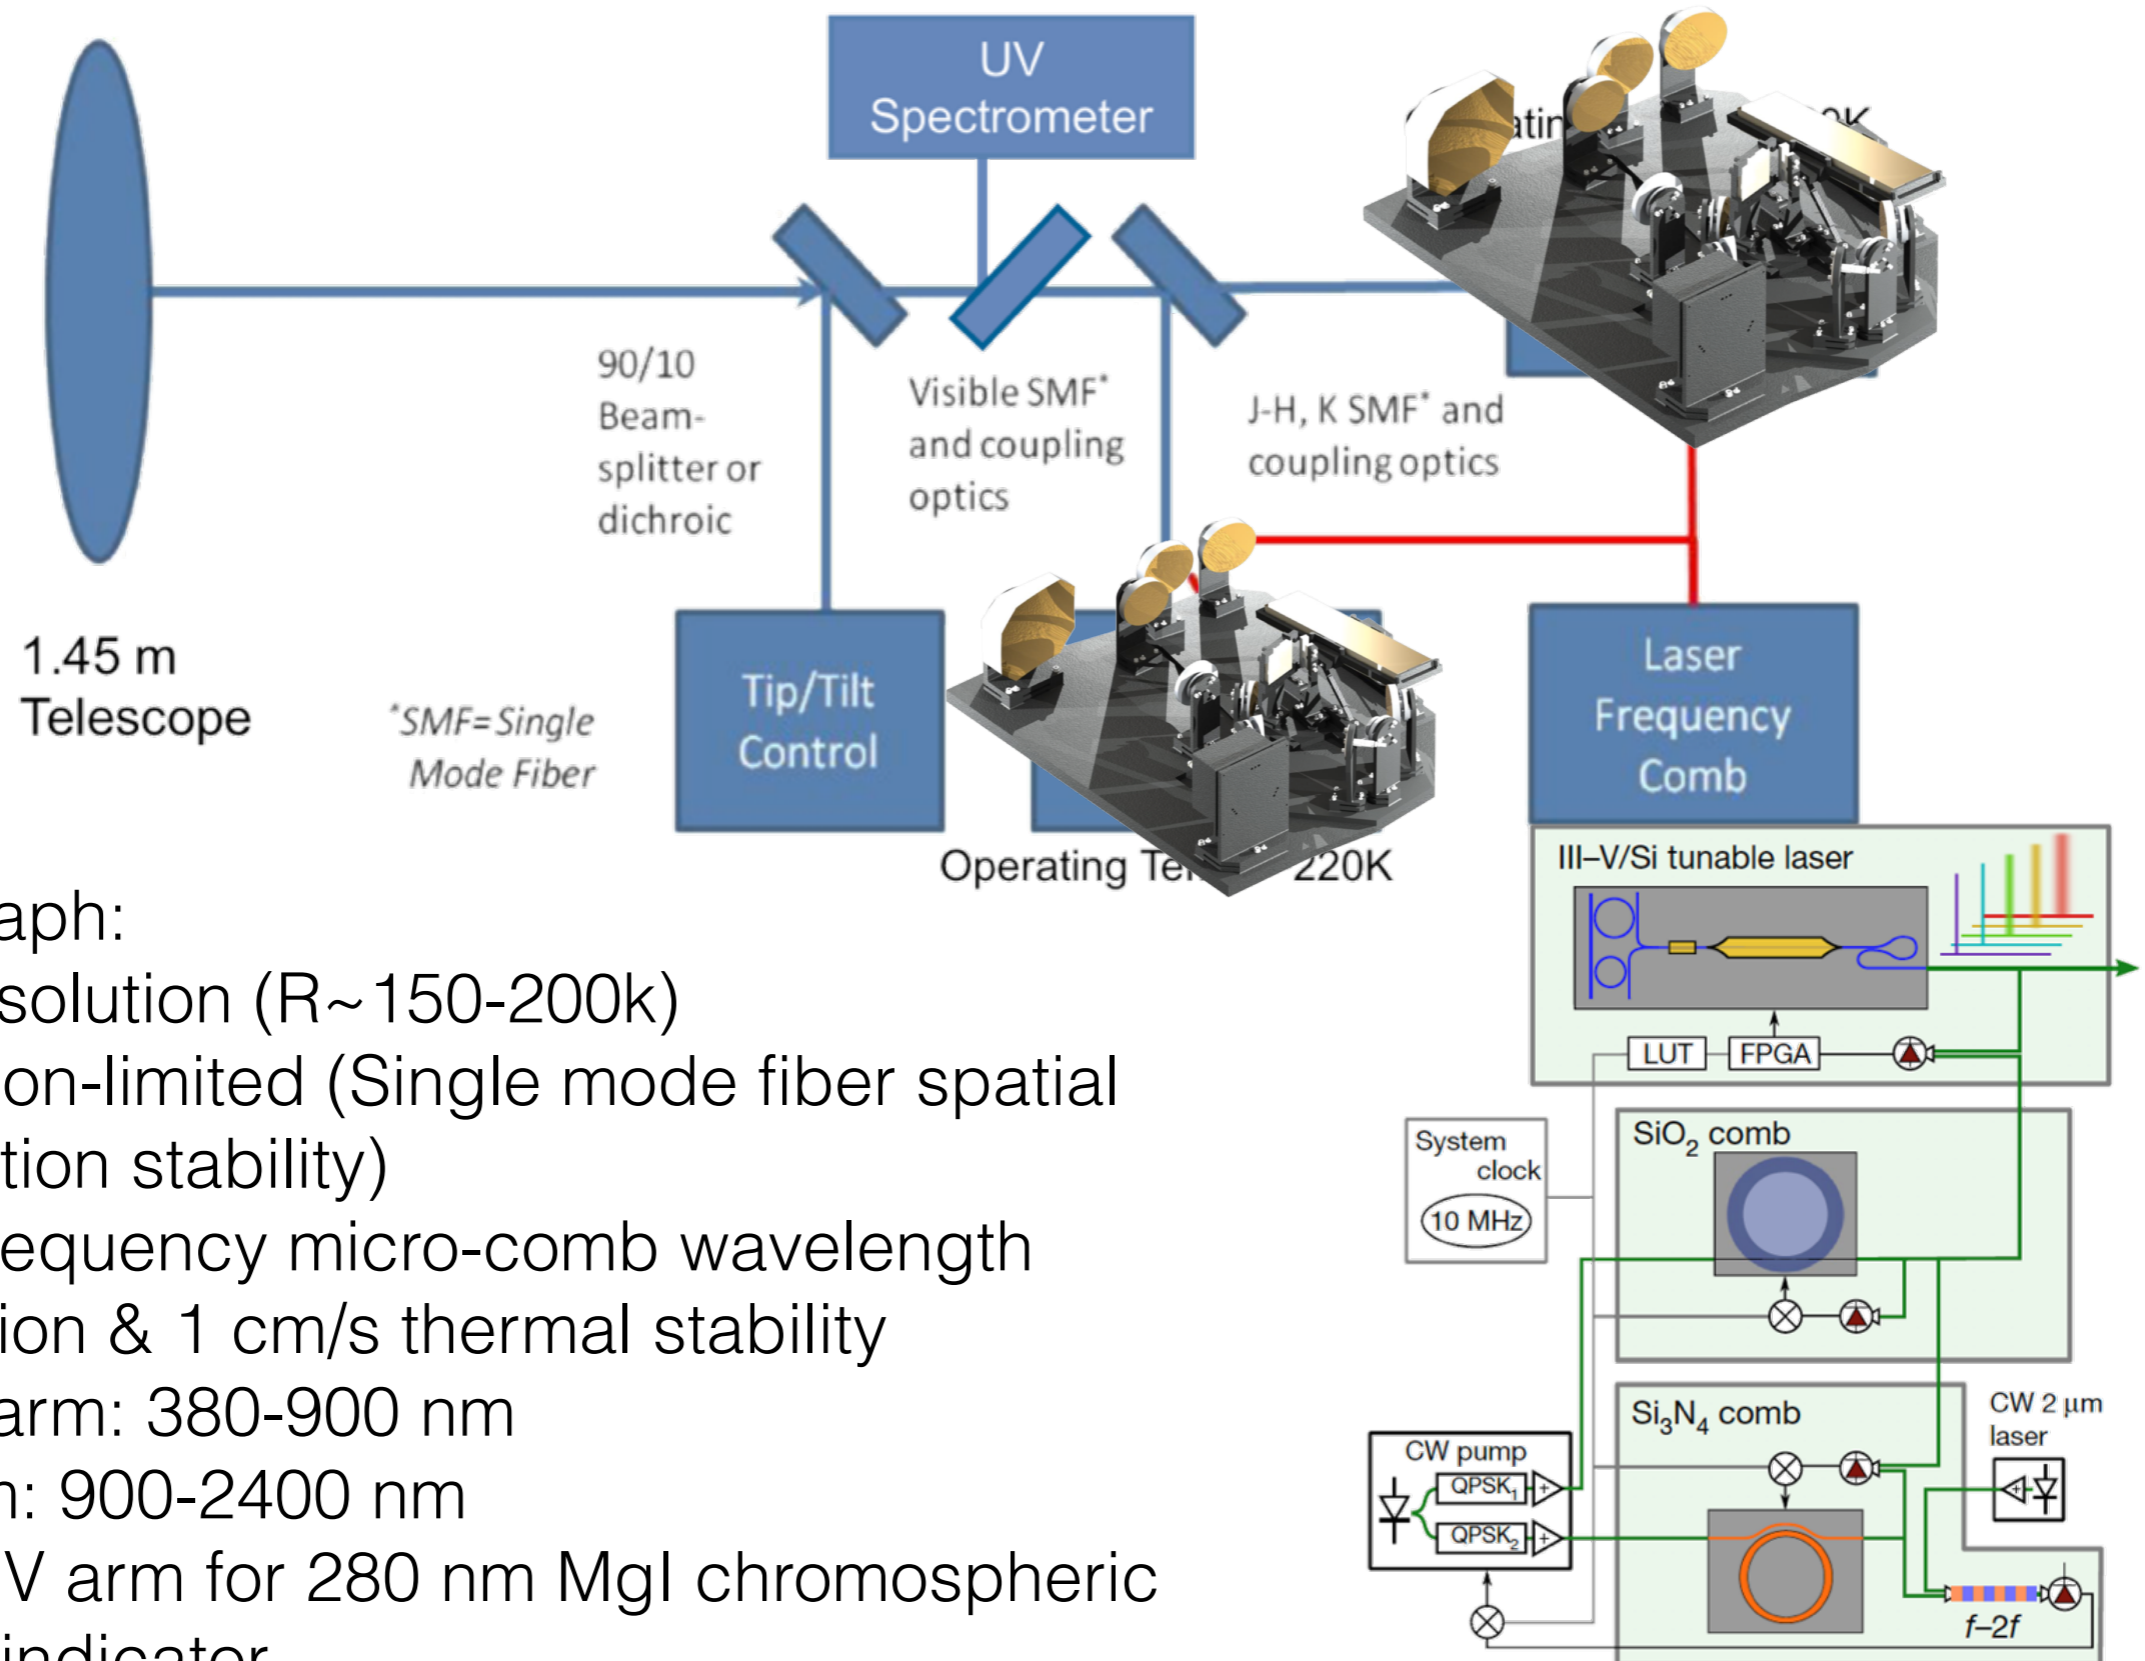 UV
Spectrometer
90/10
Beam-
splitter or
dichroic
Visible SMF*
and coupling
optics
J-H, K SMF* and
coupling optics
1.45 m
Telescope
*SMF=Single
Mode Fiber
Tip/Tilt
Control
Laser
Frequency
Comb
Operating 220K
aph:
solution (R~150-200k)
on-limited (Single mode fiber spatial
tion stability)
equency micro-comb wavelength
ion & 1 cm/s thermal stability
arm: 380-900 nm
: 900-2400 nm
V arm for 280 nm MgI chromospheric
indicator
III–V/Si tunable laser
LUT
FPGA
System
clock
10 MHz
SiO2 comb
Si3N4 comb
CW 2 μm
laser
CW pump
QPSK1
QPSK2
f–2f